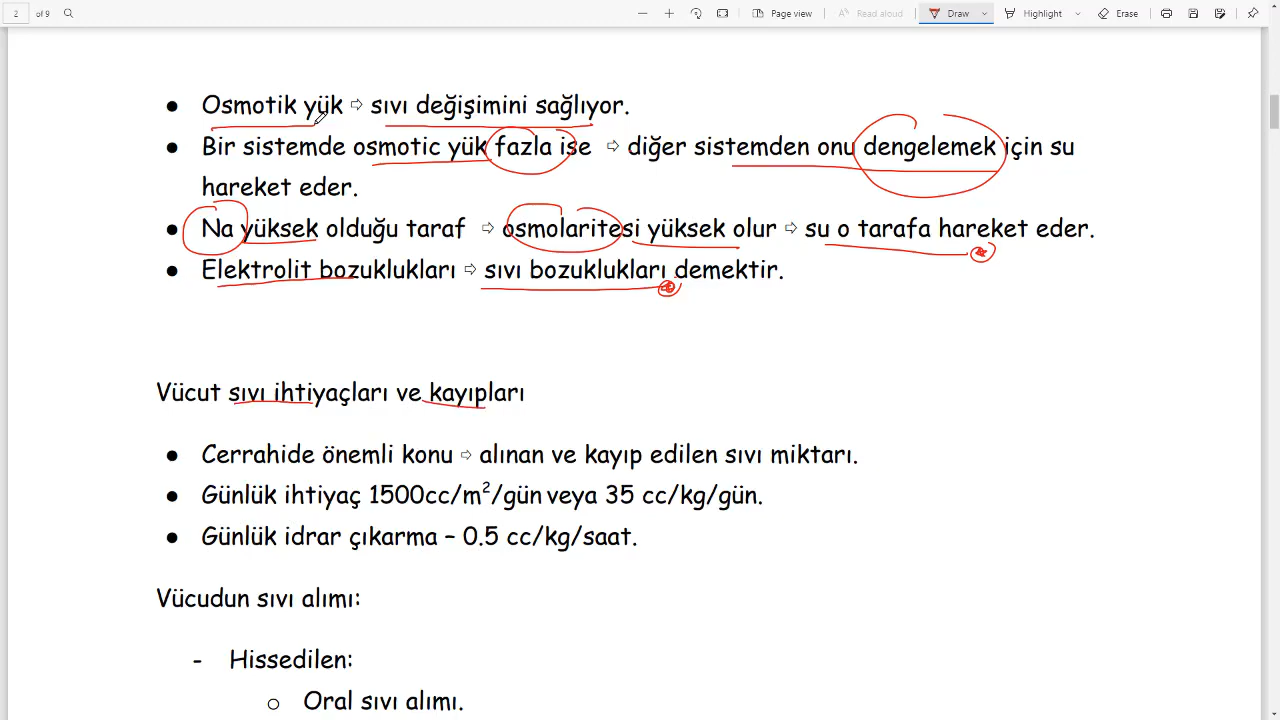 2 of 9 Page view Read aloud Draw Highlight Erase
● Osmotik yük ⇨ sıvı değişimini sağlıyor.
● Bir sistemde osmotic yük fazla ise ⇨ diğer sistemden onu dengelemek için su
hareket eder.
● Na yüksek olduğu taraf ⇨ osmolaritesi yüksek olur ⇨ su o tarafa hareket eder.
● Elektrolit bozuklukları ⇨ sıvı bozuklukları demektir.
Vücut sıvı ihtiyaçları ve kayıpları
● Cerrahide önemli konu ⇨ alınan ve kayıp edilen sıvı miktarı.
● Günlük ihtiyaç 1500cc/m²/gün veya 35 cc/kg/gün.
● Günlük idrar çıkarma – 0.5 cc/kg/saat.
Vücudun sıvı alımı:
- Hissedilen:
o Oral sıvı alımı.